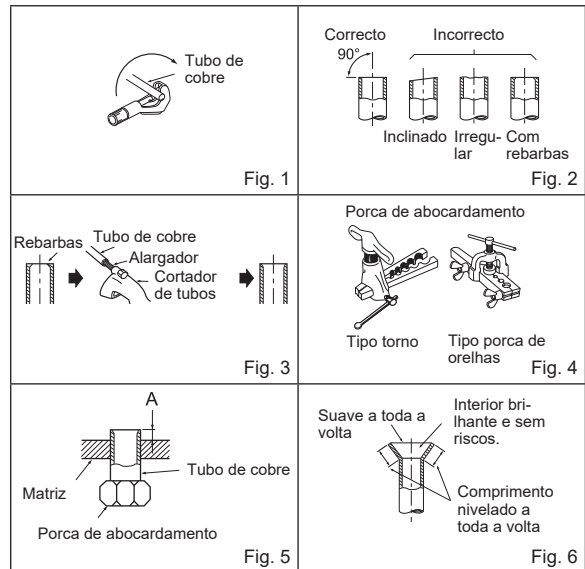 Tubo de
cobre
Fig. 1
Correcto
Incorrecto
90°
Inclinado
Irregu-
lar
Com
rebarbas
Fig. 2
Rebarbas
Tubo de cobre
Alargador
Cortador
de tubos
Fig. 3
Porca de abocardamento
Tipo torno
Tipo porca de
orelhas
Fig. 4
A
Tubo de cobre
Matriz
Porca de abocardamento
Fig. 5
Suave a toda a
volta
Interior bri-
lhante e sem
riscos.
Comprimento
nivelado a
toda a volta
Fig. 6